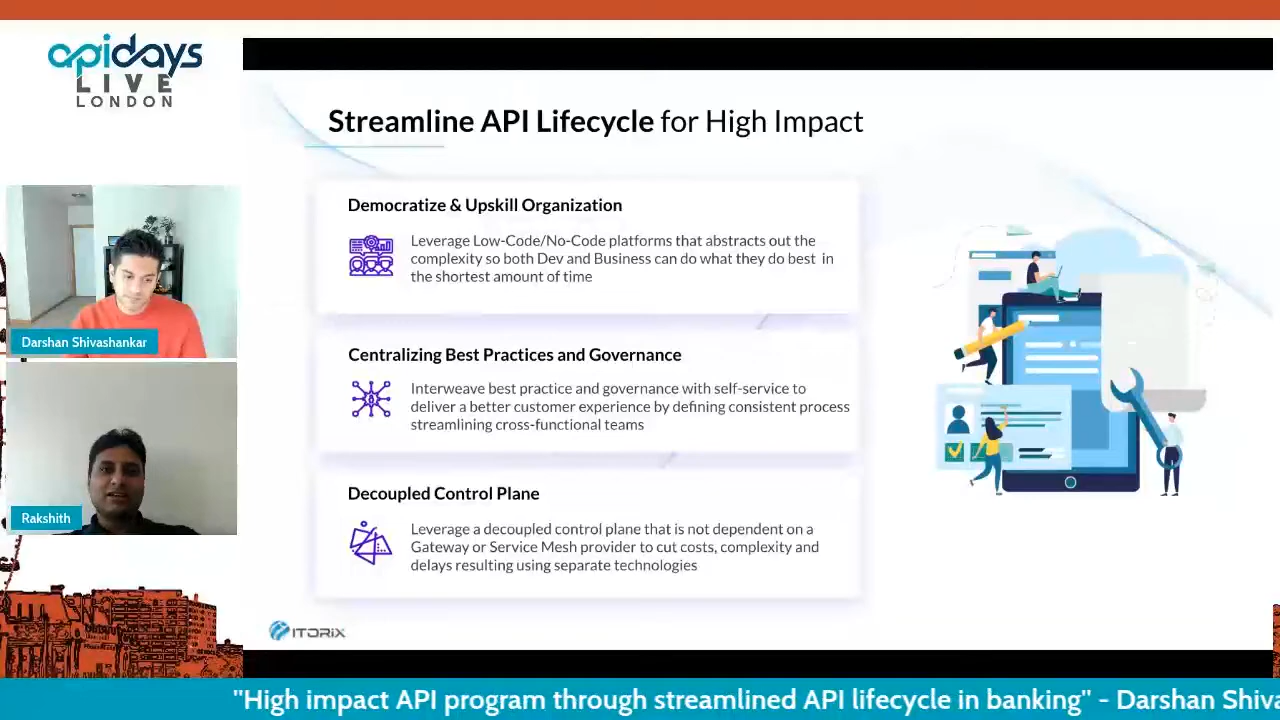 apidays
LIVE
LONDON
Streamline API Lifecycle for High Impact
Democratize & Upskill Organization
Leverage Low-Code/No-Code platforms that abstracts out the
complexity so both Dev and Business can do what they do best in
the shortest amount of time
Darshan Shivashankar
Centralizing Best Practices and Governance
Interweave best practice and governance with self-service to
deliver a better customer experience by defining consistent process
streamlining cross-functional teams
Rakshith
Decoupled Control Plane
Leverage a decoupled control plane that is not dependent on a
Gateway or Service Mesh provider to cut costs, complexity and
delays resulting using separate technologies
ITORIX
"High impact API program through streamlined API lifecycle in banking" - Darshan Shiva